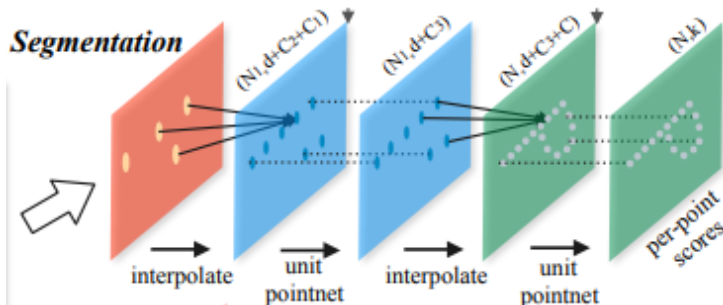 Segmentation
(N1,d+C2+C1)
(N1,d+C3)
(N,d+C3+C)
(N,k)
per-point
scores
interpolate
unit
pointnet
interpolate
unit
pointnet